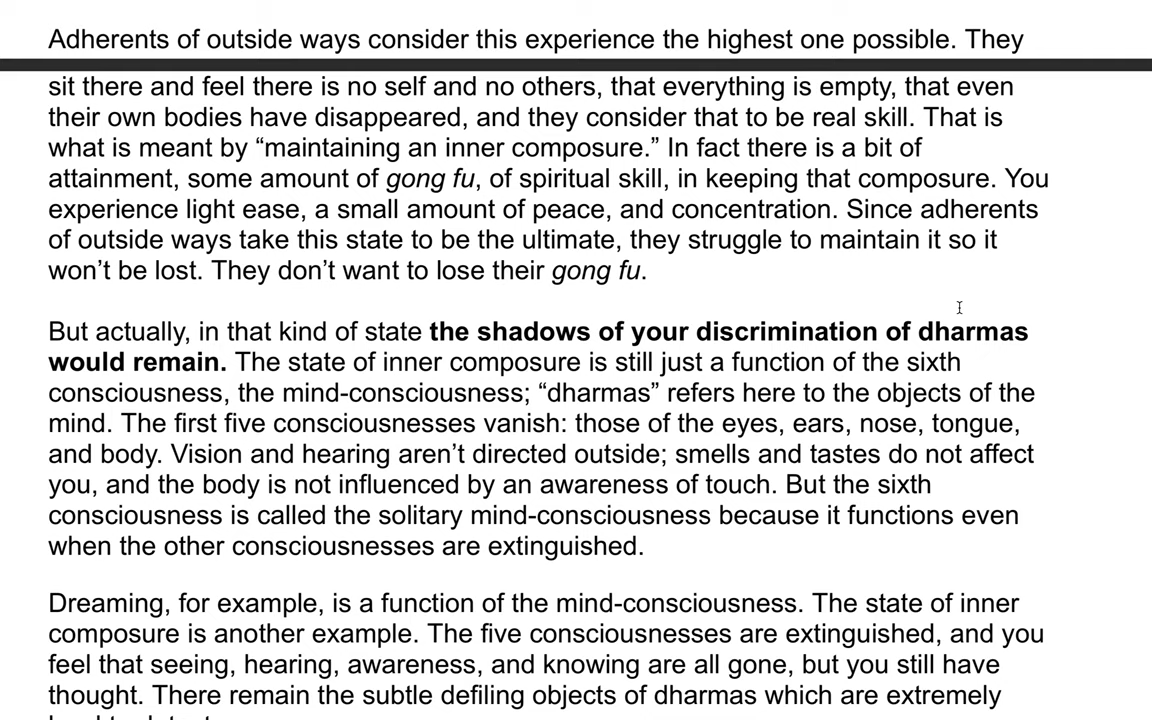 Adherents of outside ways consider this experience the highest one possible. They
sit there and feel there is no self and no others, that everything is empty, that even
their own bodies have disappeared, and they consider that to be real skill. That is
what is meant by “maintaining an inner composure.” In fact there is a bit of
attainment, some amount of gong fu, of spiritual skill, in keeping that composure. You
experience light ease, a small amount of peace, and concentration. Since adherents
of outside ways take this state to be the ultimate, they struggle to maintain it so it
won’t be lost. They don’t want to lose their gong fu.
But actually, in that kind of state the shadows of your discrimination of dharmas
would remain. The state of inner composure is still just a function of the sixth
consciousness, the mind-consciousness; “dharmas” refers here to the objects of the
mind. The first five consciousnesses vanish: those of the eyes, ears, nose, tongue,
and body. Vision and hearing aren’t directed outside; smells and tastes do not affect
you, and the body is not influenced by an awareness of touch. But the sixth
consciousness is called the solitary mind-consciousness because it functions even
when the other consciousnesses are extinguished.
Dreaming, for example, is a function of the mind-consciousness. The state of inner
composure is another example. The five consciousnesses are extinguished, and you
feel that seeing, hearing, awareness, and knowing are all gone, but you still have
thought. There remain the subtle defiling objects of dharmas which are extremely